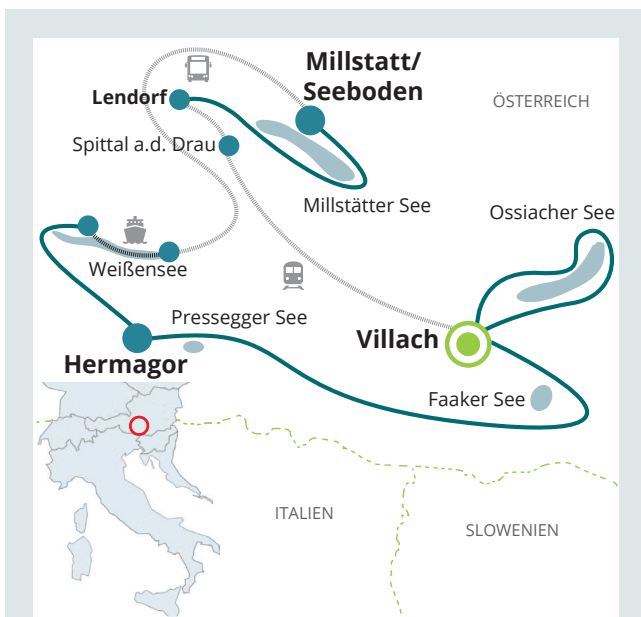 Millstatt/
Seeboden
Lendorf
ÖSTERREICH
Spittal a.d. Drau
Millstätter See
Ossiacher See
Weißensee
Pressegger See
Villach
Hermagor
Faaker See
ITALIEN
SLOWENIEN